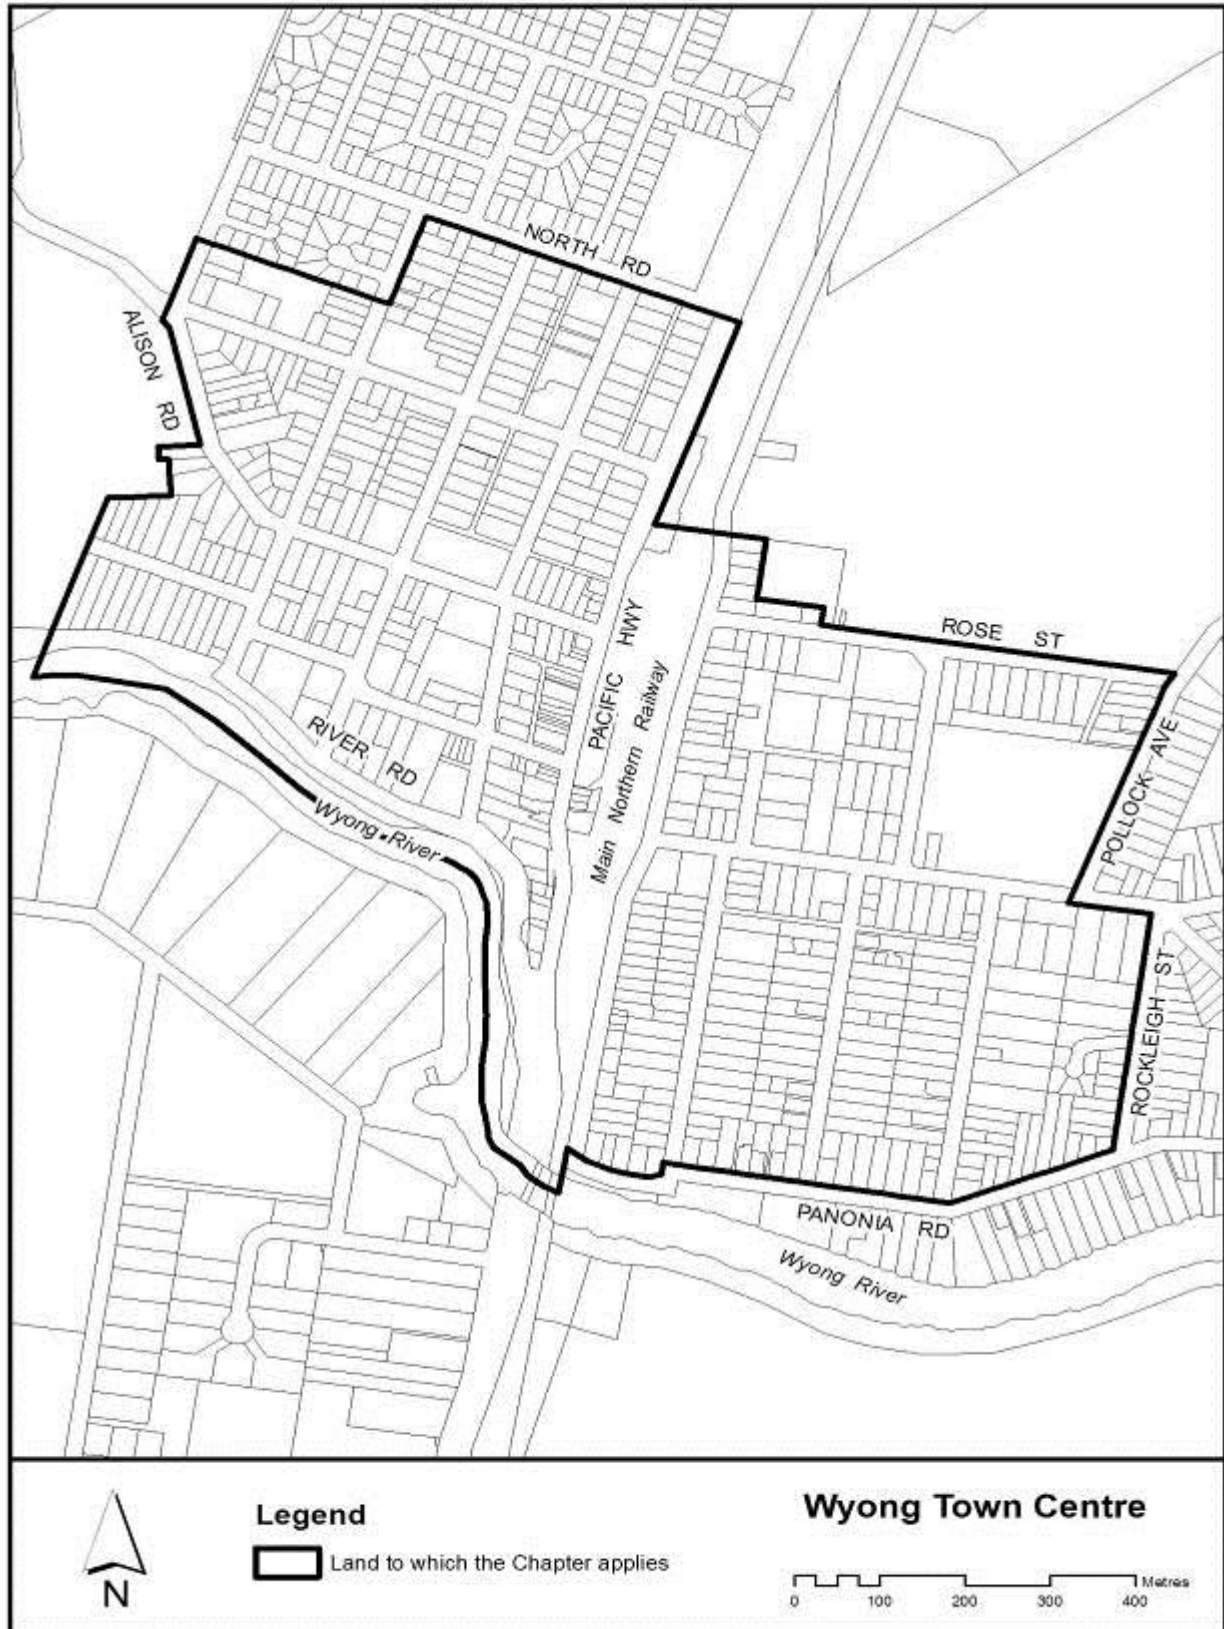 NORTH RD
ALISON RD
ROSE ST
PACIFIC HWY
Main Northern Railway
RIVER RD
POLLOCK AVE
Wyong River
ROCKLEIGH ST
PANONIA RD
Wyong River
N
Legend
Land to which the Chapter applies
Wyong Town Centre
Metres
0 100 200 300 400